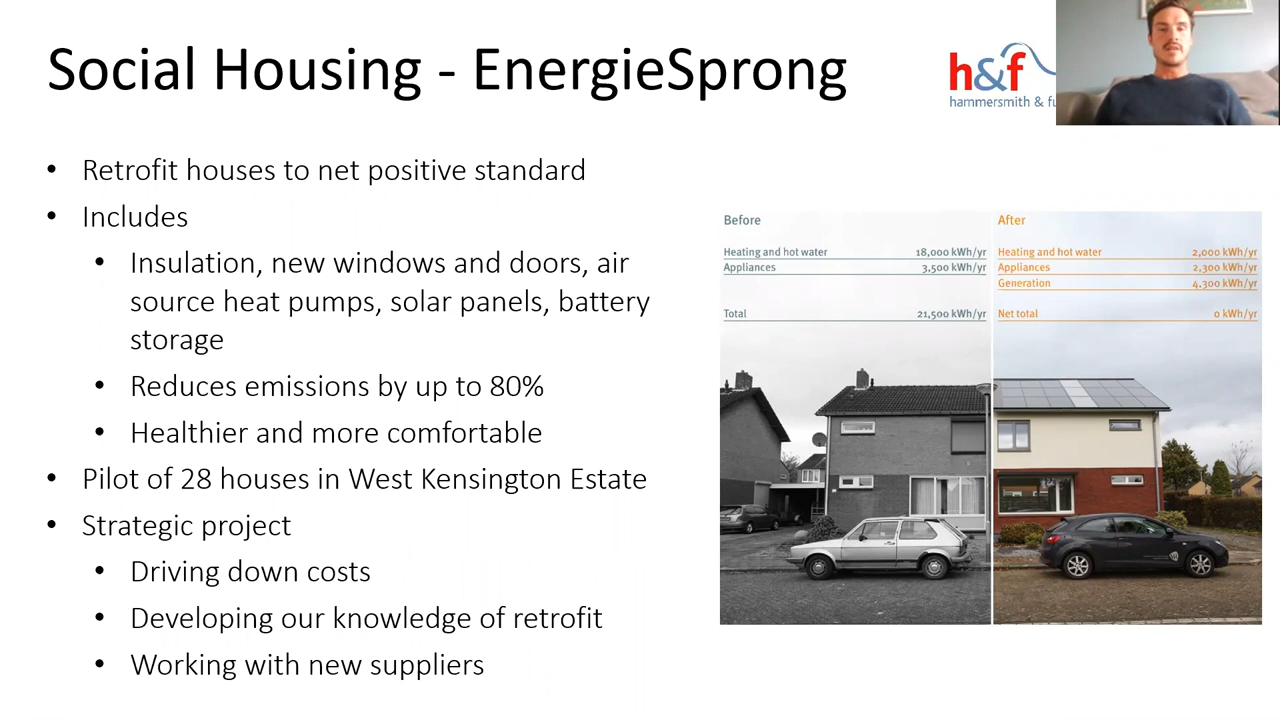 Social Housing - EnergieSprong
h&f
hammersmith &
• Retrofit houses to net positive standard
• Includes
• Insulation, new windows and doors, air
source heat pumps, solar panels, battery
storage
• Reduces emissions by up to 80%
• Healthier and more comfortable
• Pilot of 28 houses in West Kensington Estate
• Strategic project
• Driving down costs
• Developing our knowledge of retrofit
• Working with new suppliers
Before
Heating and hot water 18,000 kWh/yr
Appliances 3,500 kWh/yr
Total 21,500 kWh/yr
After
Heating and hot water 2,000 kWh/yr
Appliances 2,300 kWh/yr
Generation 4,300 kWh/yr
Net total 0 kWh/yr